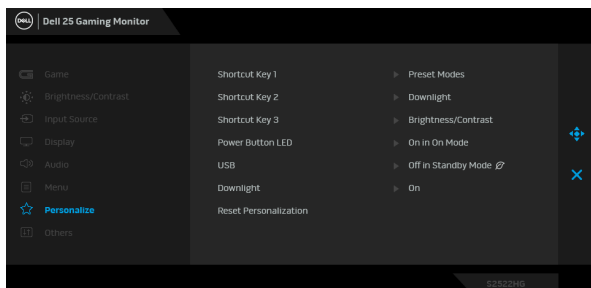 DELL
Dell 25 Gaming Monitor
Game
Brightness/Contrast
Input Source
Display
Audio
Menu
Personalize
Others
Shortcut Key 1 Preset Modes
Shortcut Key 2 Downlight
Shortcut Key 3 Brightness/Contrast
Power Button LED On in On Mode
USB Off in Standby Mode
Downlight On
Reset Personalization
S2522HG